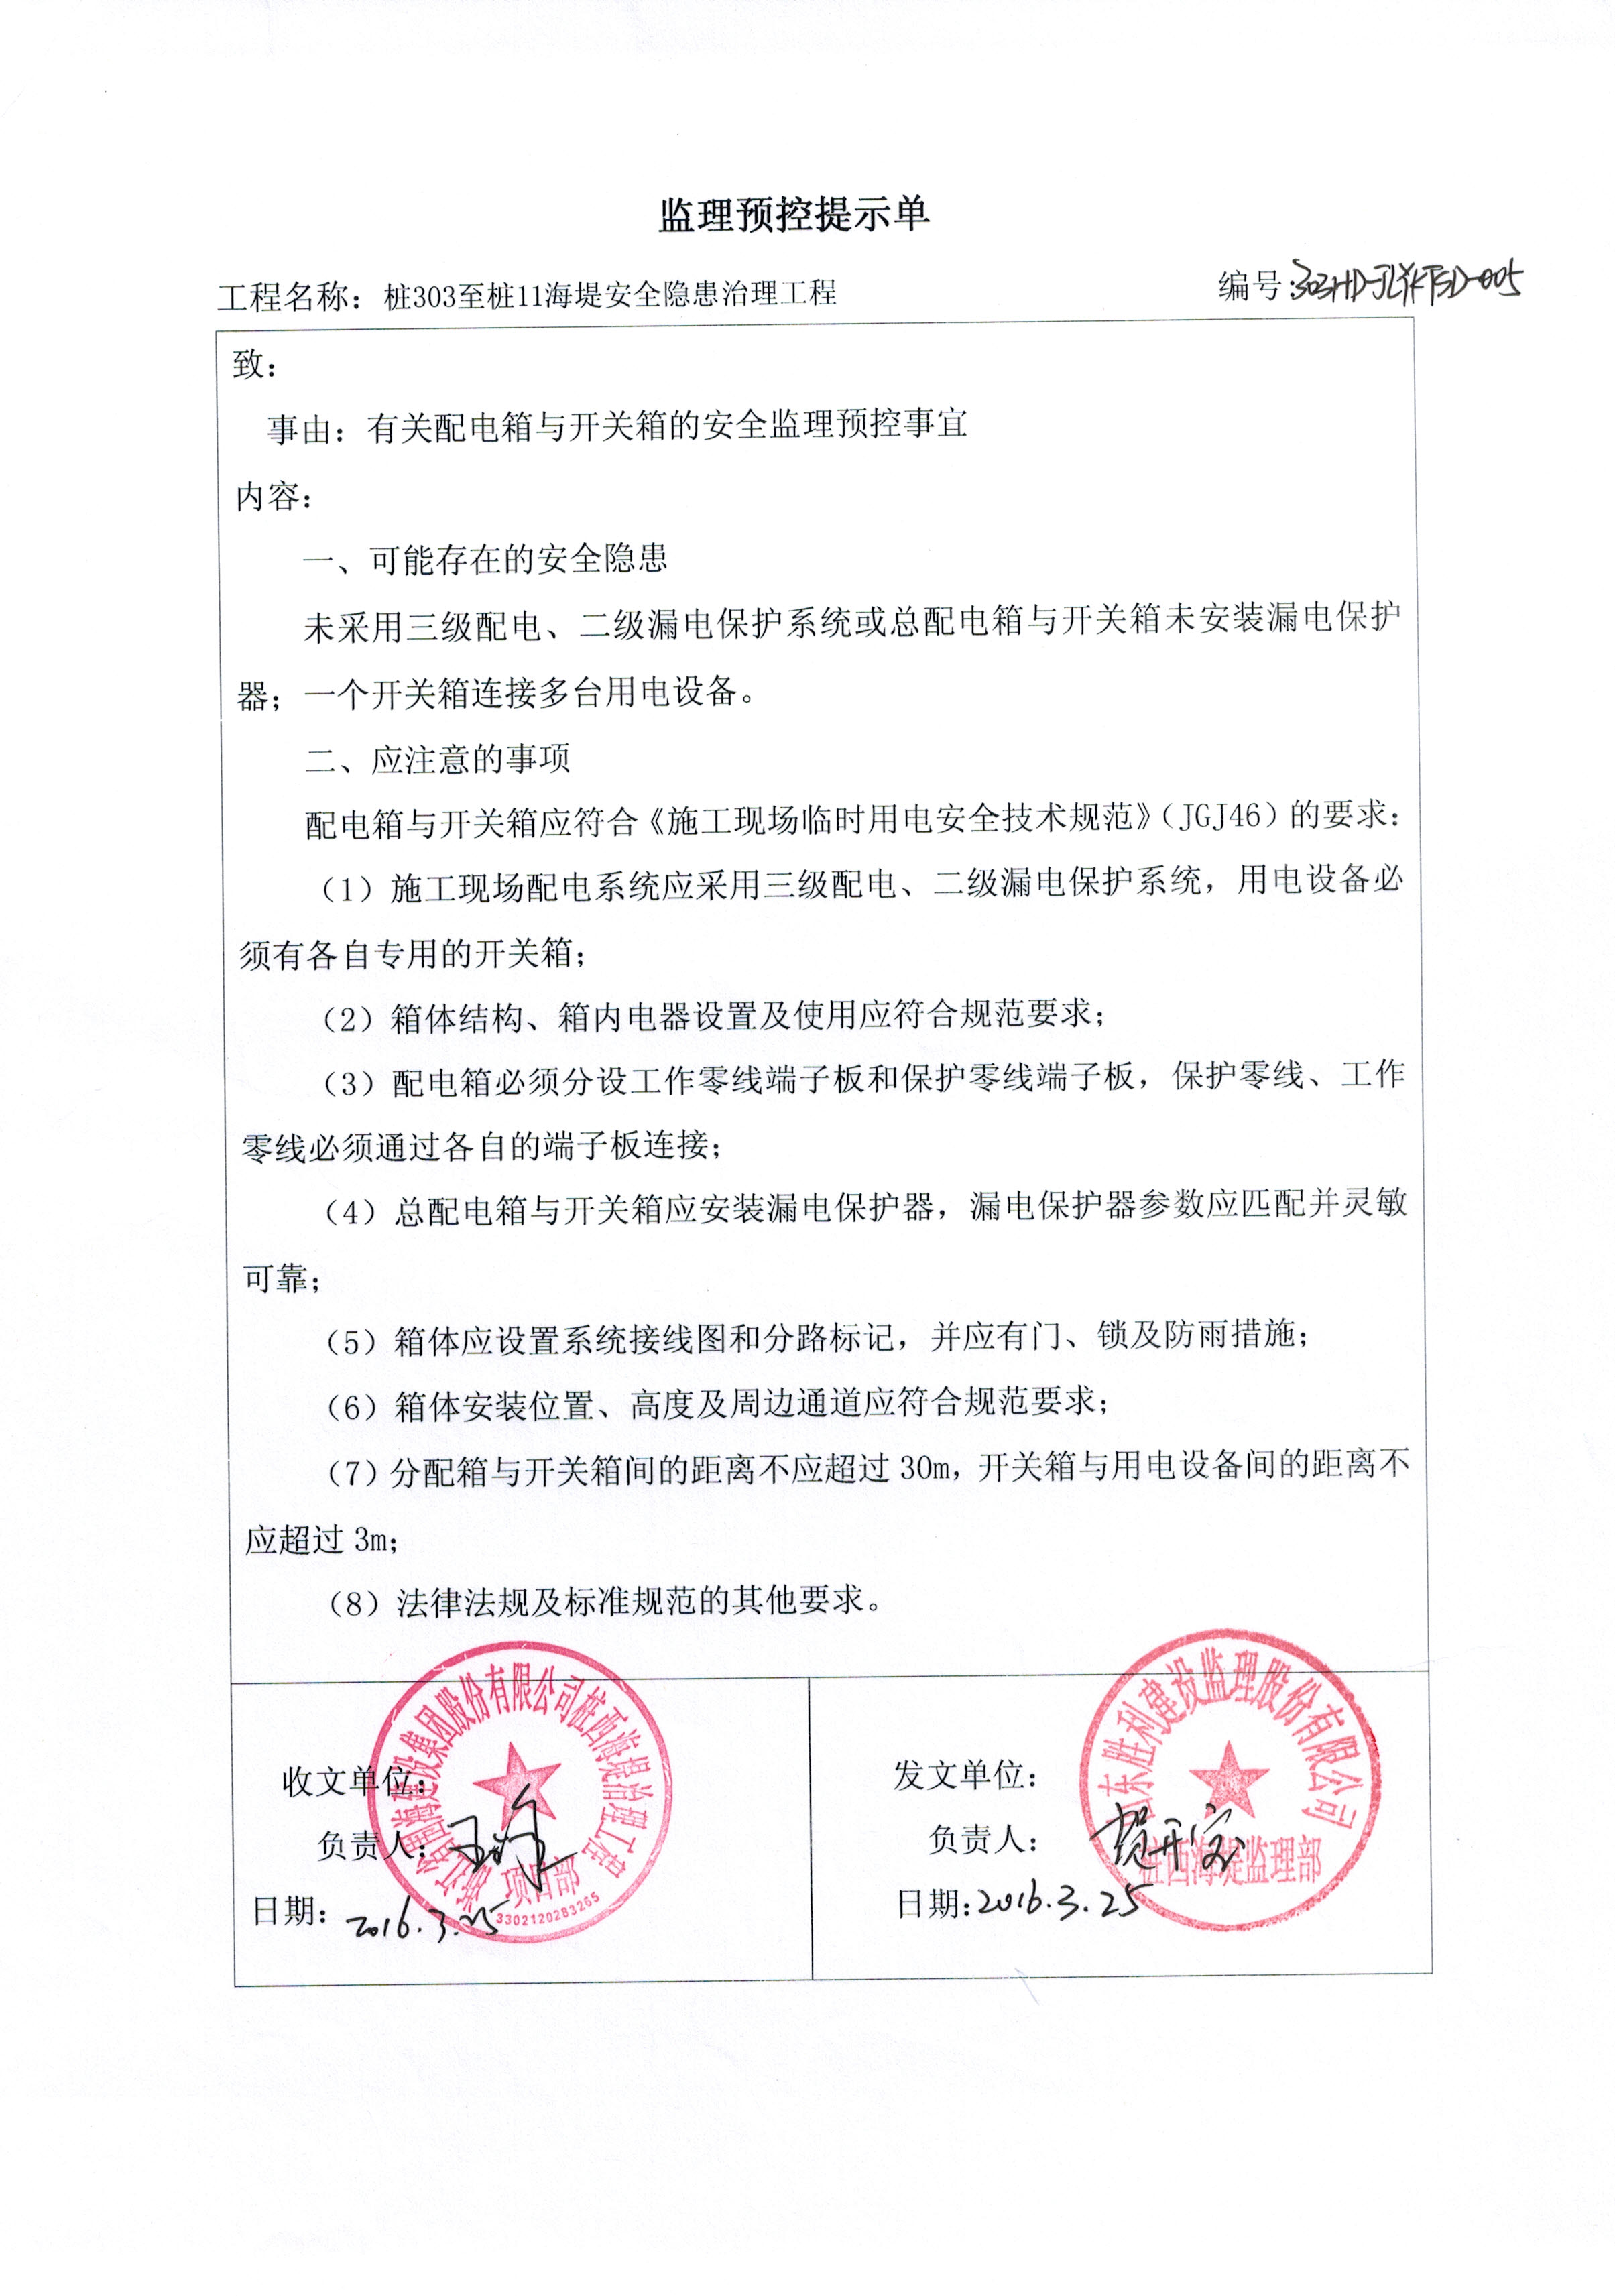 监理预控提示单
工程名称：桩303至桩11海堤安全隐患治理工程
编号:303HD-JLYKTSD-005
致：
事由：有关配电箱与开关箱的安全监理预控事宜
内容：
一、可能存在的安全隐患
未采用三级配电、二级漏电保护系统或总配电箱与开关箱未安装漏电保护
器；一个开关箱连接多台用电设备。
二、应注意的事项
配电箱与开关箱应符合《施工现场临时用电安全技术规范》（JGJ46）的要求：
（1）施工现场配电系统应采用三级配电、二级漏电保护系统，用电设备必
须有各自专用的开关箱；
（2）箱体结构、箱内电器设置及使用应符合规范要求；
（3）配电箱必须分设工作零线端子板和保护零线端子板，保护零线、工作
零线必须通过各自的端子板连接；
（4）总配电箱与开关箱应安装漏电保护器，漏电保护器参数应匹配并灵敏
可靠；
（5）箱体应设置系统接线图和分路标记，并应有门、锁及防雨措施；
（6）箱体安装位置、高度及周边通道应符合规范要求；
（7）分配箱与开关箱间的距离不应超过 30m，开关箱与用电设备间的距离不
应超过 3m；
（8）法律法规及标准规范的其他要求。
收文单位：
负责人：
日期：2016.3.25
建设集团股份有限公司桩西海堤治理工程
项目部
3302120283265
发文单位：
负责人：贺开宝
日期:2016.3.25
山东胜利建投监理股份有限公司
桩西海堤监理部